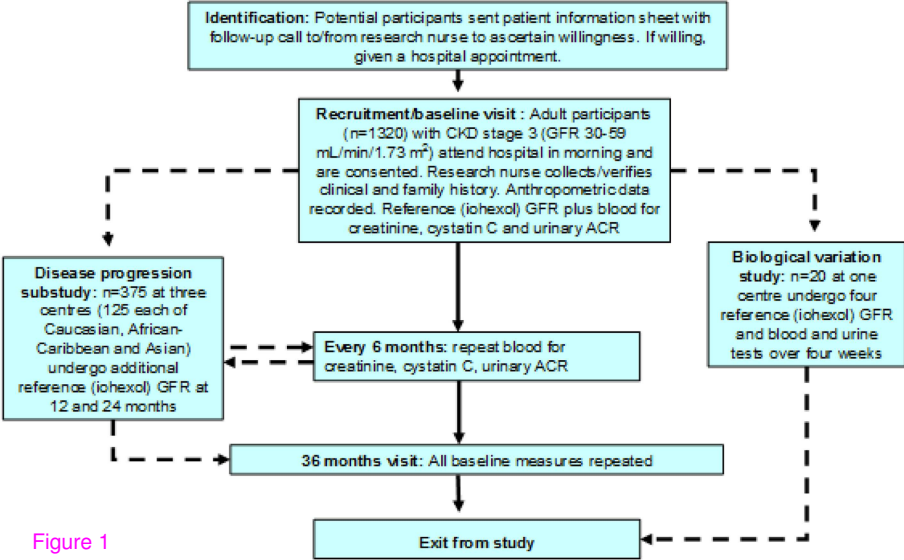 Identification: Potential participants sent patient information sheet with
follow-up call to/from research nurse to ascertain willingness. If willing,
given a hospital appointment.
Recruitment/baseline visit : Adult participants
(n=1320) with CKD stage 3 (GFR 30-59
mL/min/1.73 m²) attend hospital in morning and
are consented. Research nurse collects/verifies
clinical and family history. Anthropometric data
recorded. Reference (iohexol) GFR plus blood for
creatinine, cystatin C and urinary ACR
Disease progression
substudy: n=375 at three
centres (125 each of
Caucasian, African-
Caribbean and Asian)
undergo additional
reference (iohexol) GFR at
12 and 24 months
Biological variation
study: n=20 at one
centre undergo four
reference (iohexol) GFR
and blood and urine
tests over four weeks
Every 6 months: repeat blood for
creatinine, cystatin C, urinary ACR
36 months visit: All baseline measures repeated
Exit from study
Figure 1